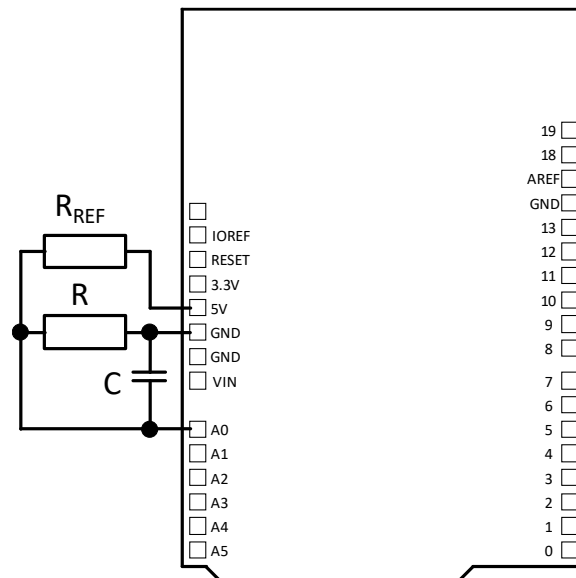 19
18
AREF
GND
13
12
11
10
9
8
7
6
5
4
3
2
1
0
R_REF
R
C
IOREF
RESET
3.3V
5V
GND
GND
VIN
A0
A1
A2
A3
A4
A5